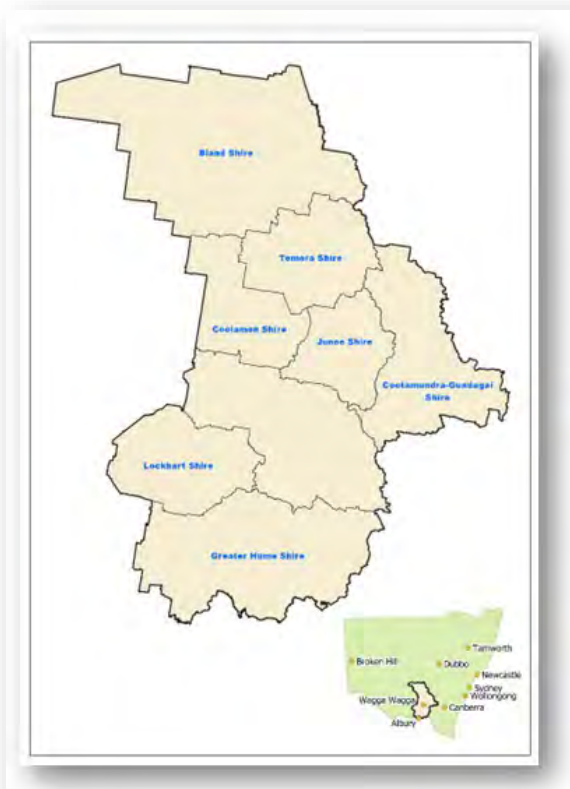 Bland Shire
Temora Shire
Coolamon Shire
Junee Shire
Cootamundra-Gundagai
Shire
Lockhart Shire
Greater Hume Shire
Tamworth
Broken Hill
Dubbo
Newcastle
Sydney
Wollongong
Wagga Wagga
Canberra
Albury